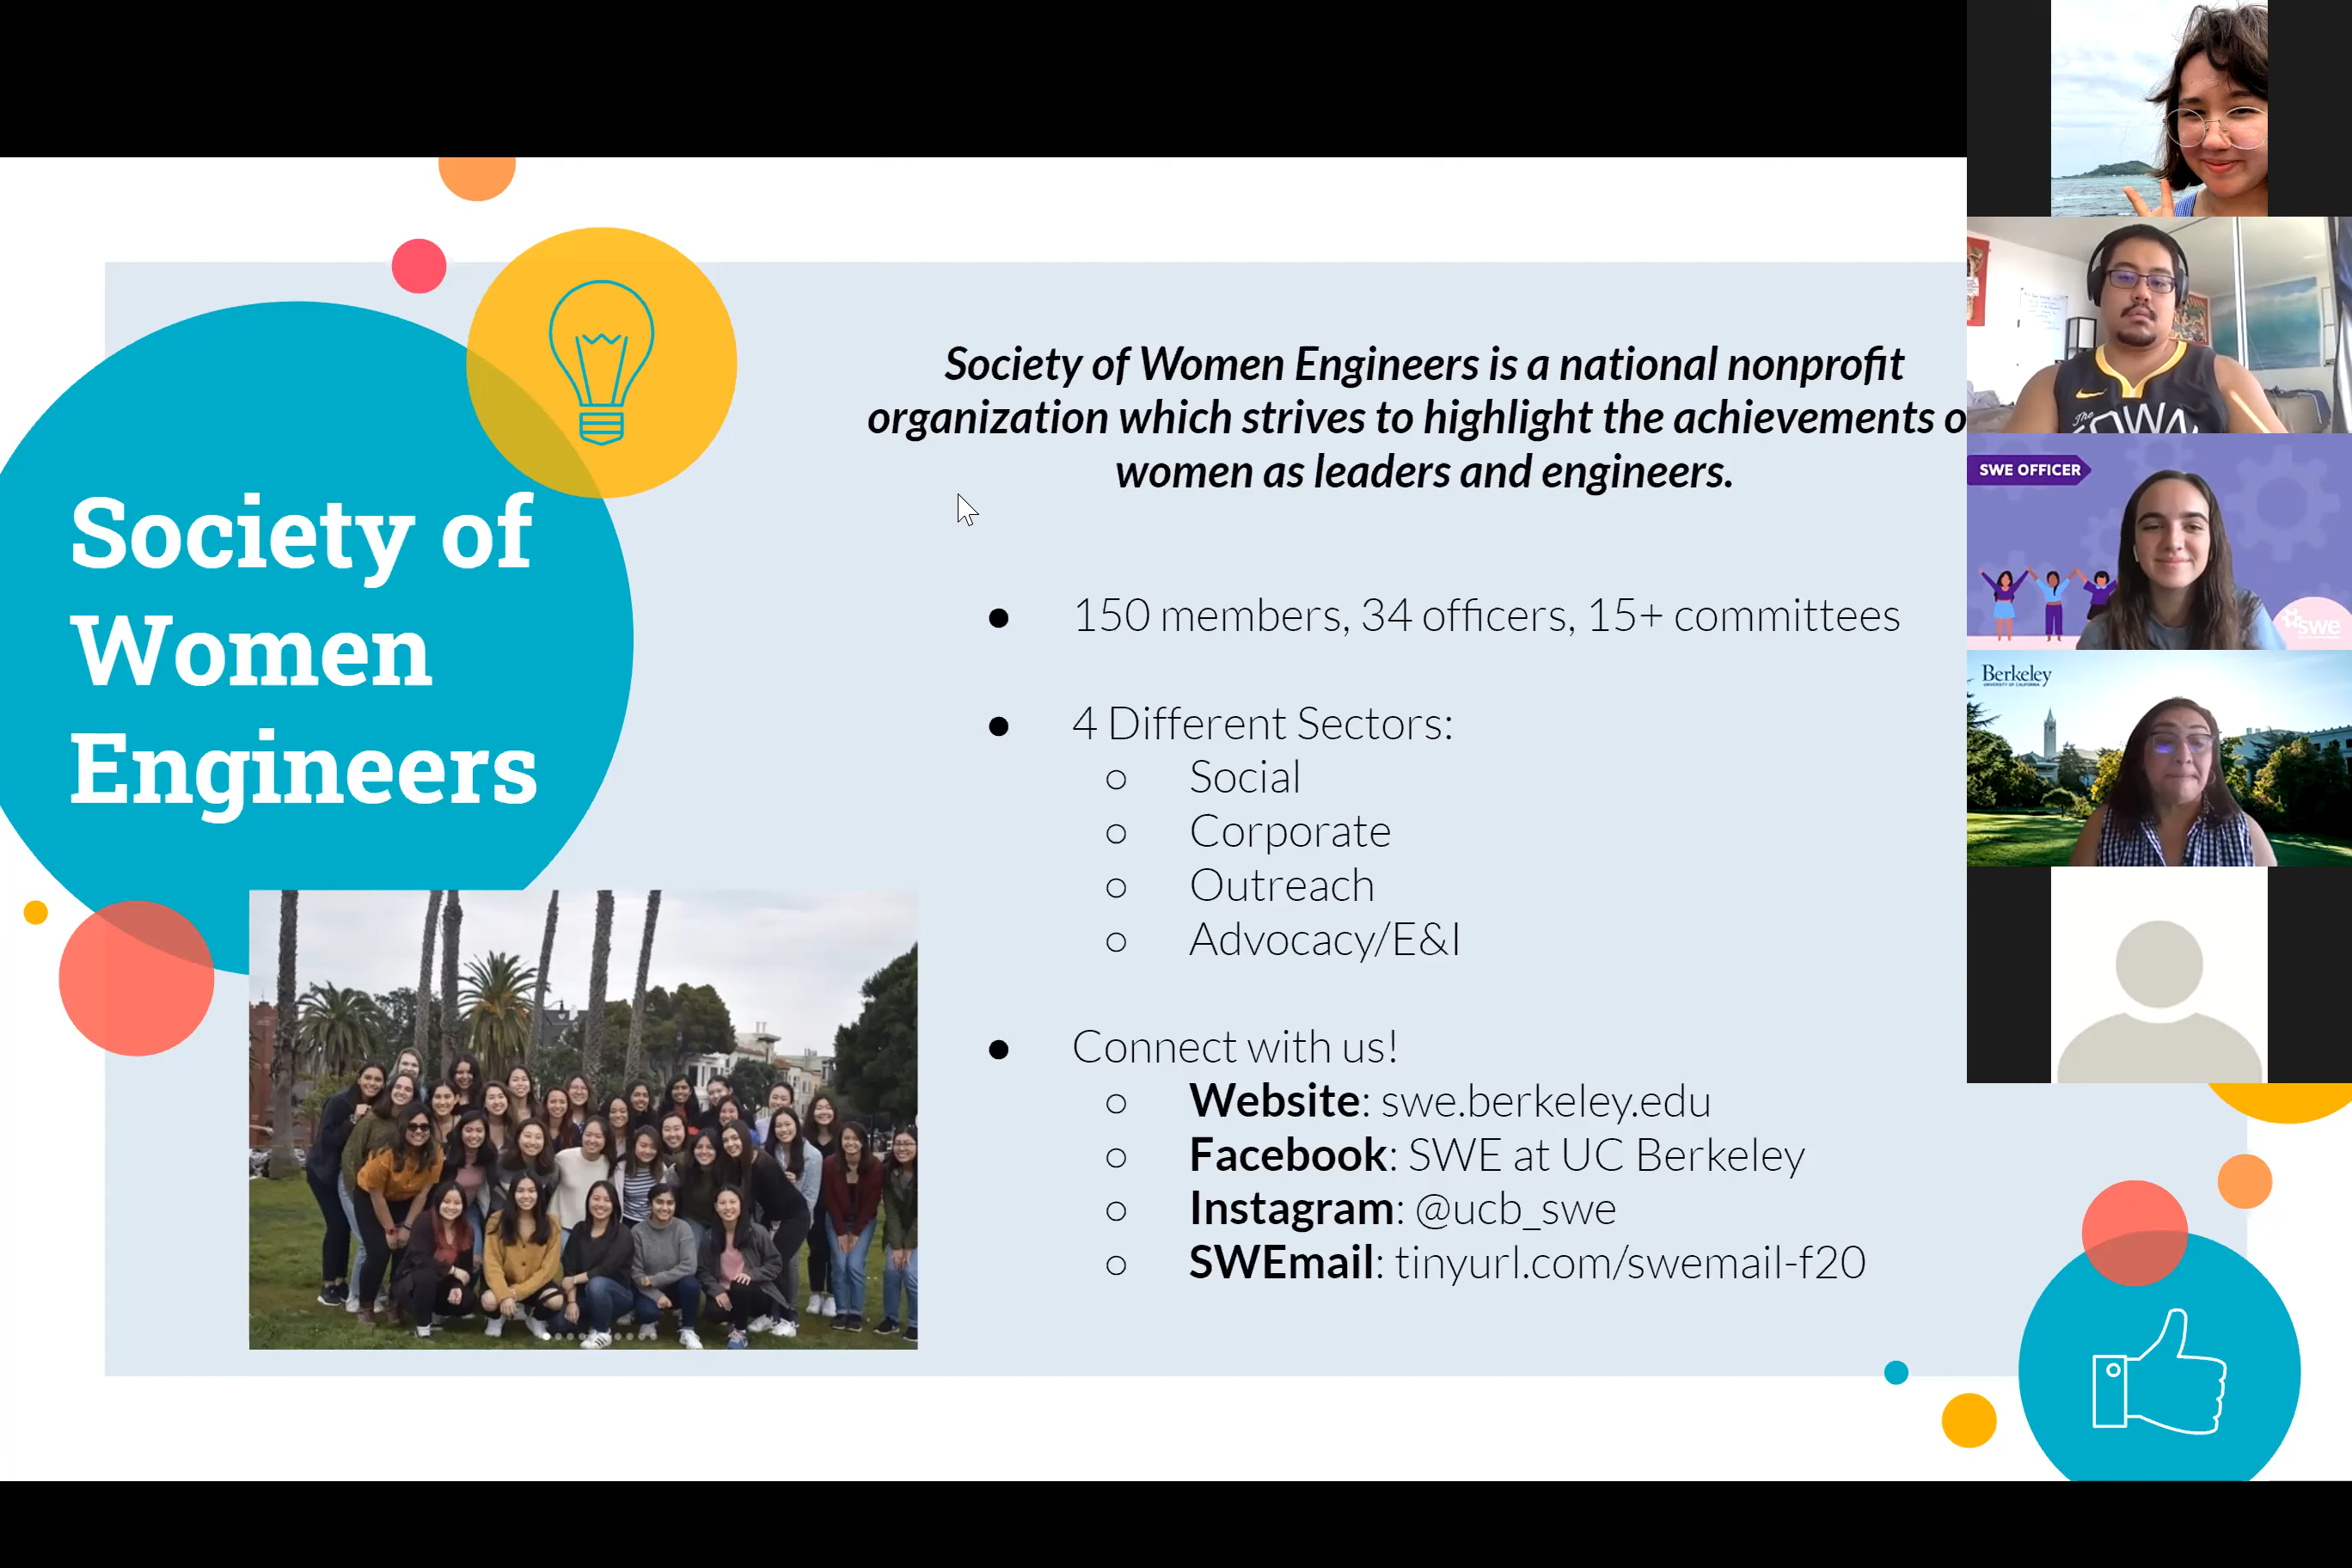 Society of Women Engineers is a national nonprofit
organization which strives to highlight the achievements o
women as leaders and engineers.
Society of
Women
Engineers
● 150 members, 34 officers, 15+ committees
● 4 Different Sectors:
○ Social
○ Corporate
○ Outreach
○ Advocacy/E&I
● Connect with us!
○ Website: swe.berkeley.edu
○ Facebook: SWE at UC Berkeley
○ Instagram: @ucb_swe
○ SWEmail: tinyurl.com/swemail-f20
The
SWE OFFICER
swe
Berkeley
UNIVERSITY OF CALIFORNIA